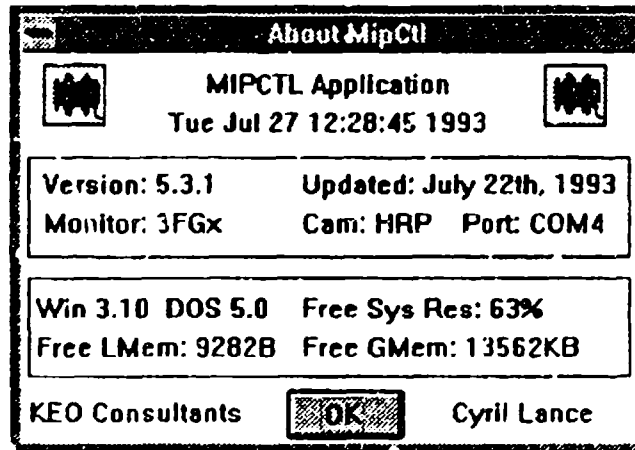 About MipCtl
MIPCTL Application
Tue Jul 27 12:28:45 1993
Version: 5.3.1 Updated: July 22th, 1993
Monitor: 3FGx Cam: HRP Port: COM4
Win 3.10 DOS 5.0 Free Sys Res: 63%
Free LMem: 9282B Free GMem: 13562KB
KEO Consultants OK Cyril Lance